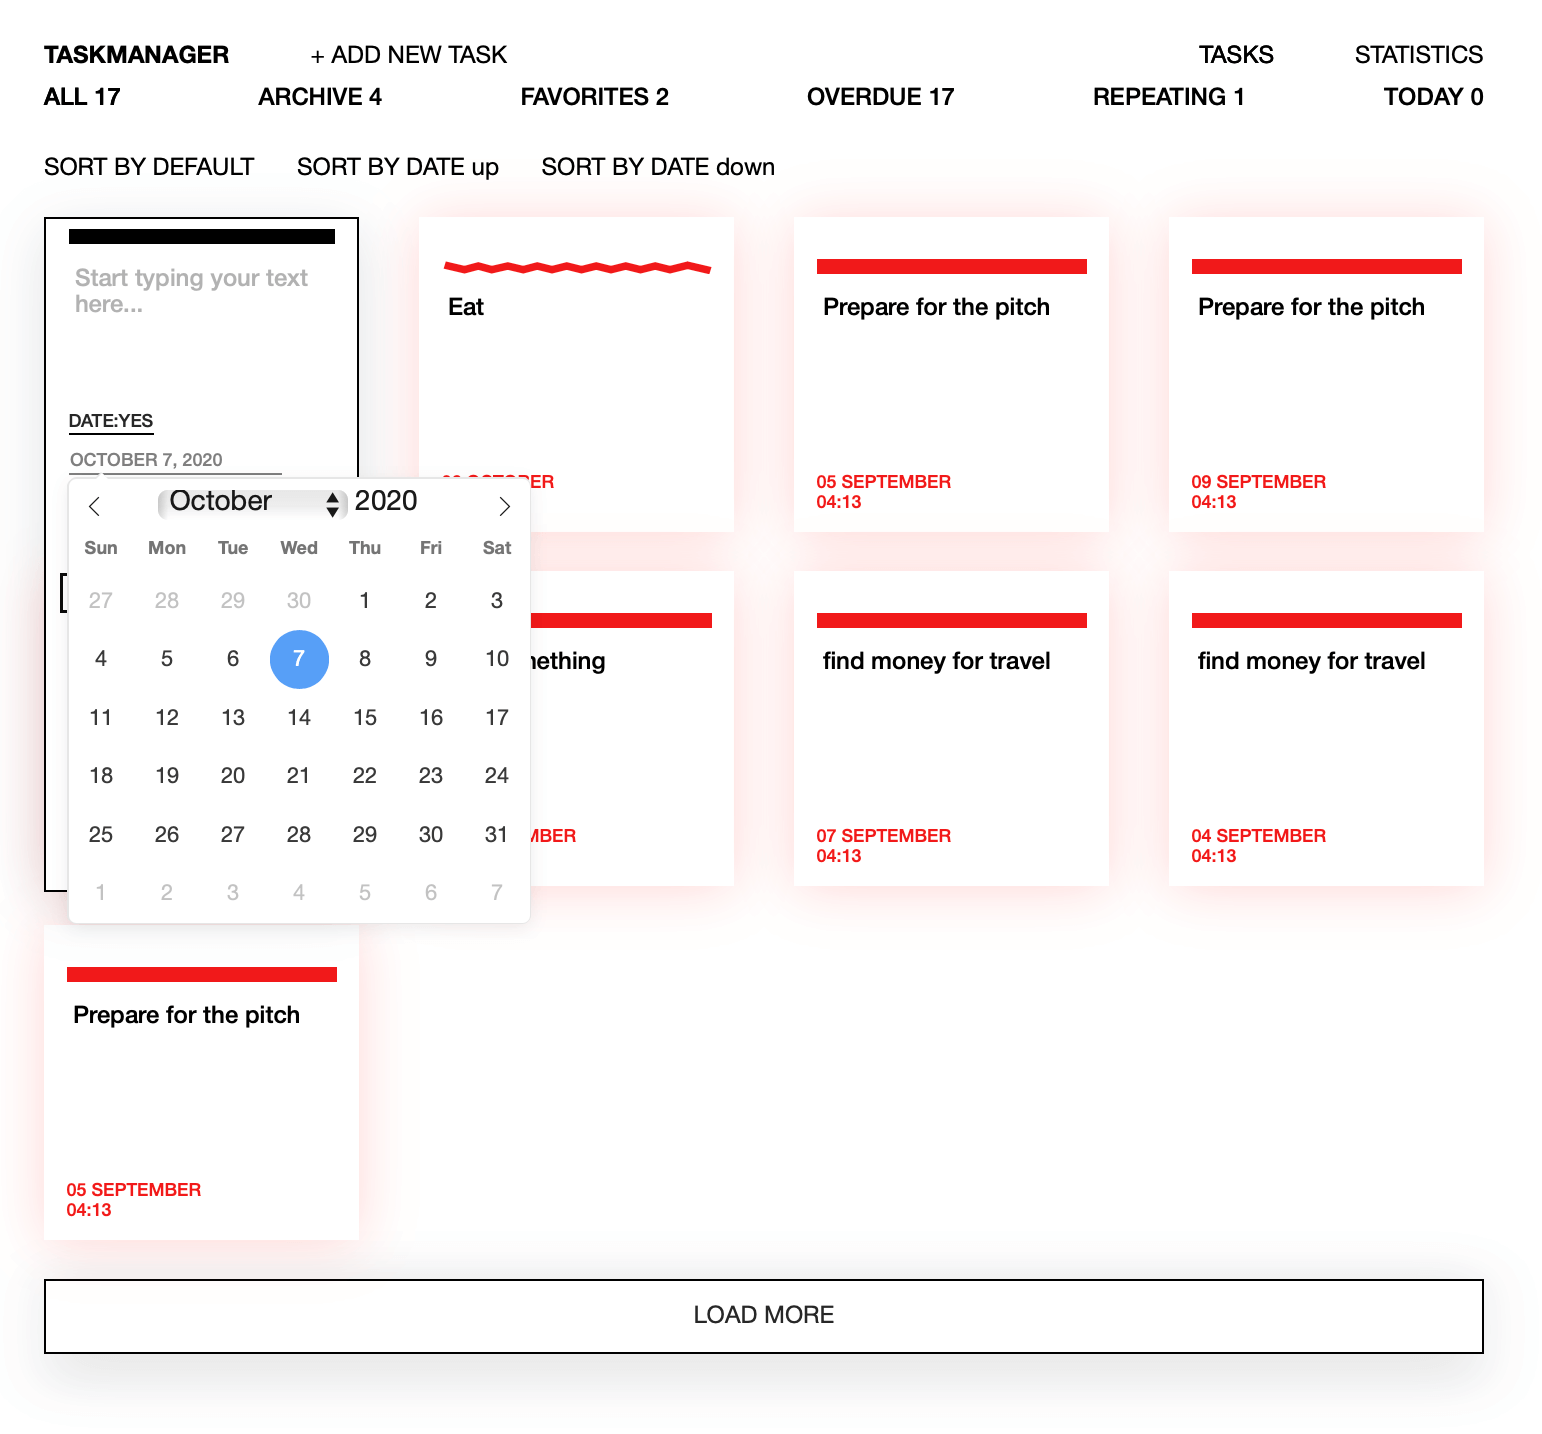 TASKMANAGER + ADD NEW TASK TASKS STATISTICS
ALL 17 ARCHIVE 4 FAVORITES 2 OVERDUE 17 REPEATING 1 TODAY 0
SORT BY DEFAULT SORT BY DATE up SORT BY DATE down
Start typing your text
here...
DATE:YES
OCTOBER 7, 2020
October 2020
Sun Mon Tue Wed Thu Fri Sat
27 28 29 30 1 2 3
4 5 6 7 8 9 10
11 12 13 14 15 16 17
18 19 20 21 22 23 24
25 26 27 28 29 30 31
1 2 3 4 5 6 7
Eat
Prepare for the pitch
05 SEPTEMBER
04:13
Prepare for the pitch
09 SEPTEMBER
04:13
find money for travel
07 SEPTEMBER
04:13
find money for travel
04 SEPTEMBER
04:13
Prepare for the pitch
05 SEPTEMBER
04:13
LOAD MORE